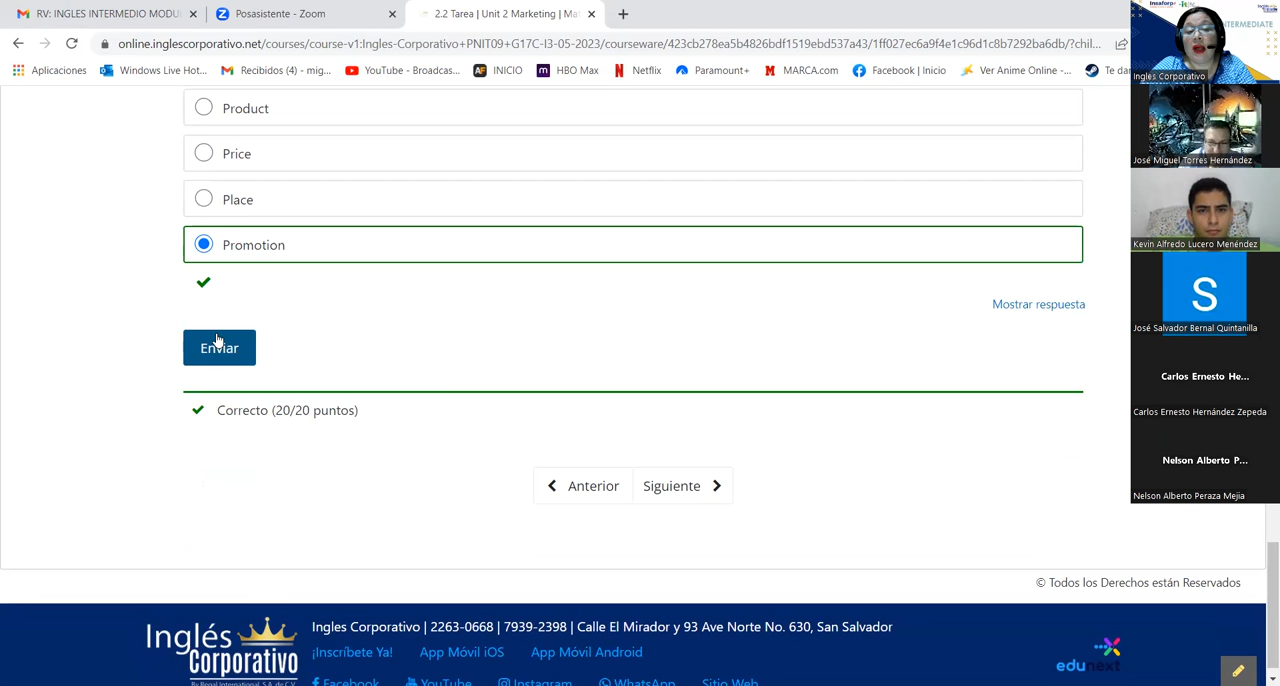 RV: INGLES INTERMEDIO MODU
Posasistente - Zoom
2.2 Tarea | Unit 2 Marketing | Ma
online.inglescorporativo.net/courses/course-v1:Ingles-Corporativo+PNIT09+G17C-I3-05-2023/courseware/423cb278ea5b4826bdf1519ebd537a43/1ff027ec6a9f4e1c96d1c8b7292ba6db/?chil...
Aplicaciones
Windows Live Hot...
Recibidos (4) - mig...
YouTube - Broadcas...
INICIO
HBO Max
Netflix
Paramount+
MARCA.com
Facebook | Inicio
Ver Anime Online -...
Te da
Product
Price
Place
Promotion
Mostrar respuesta
Enviar
Correcto (20/20 puntos)
Anterior
Siguiente
© Todos los Derechos están Reservados
Inglés
Corporativo
Ingles Corporativo | 2263-0668 | 7939-2398 | Calle El Mirador y 93 Ave Norte No. 630, San Salvador
¡Inscríbete Ya!
App Móvil iOS
App Móvil Android
Facebook
YouTube
Instagram
WhatsApp
Sitio Web
edunext
Insaforp
INTERMEDIATE
Ingles Corporativo
José Miguel Torres Hernández
Kevin Alfredo Lucero Menéndez
S
José Salvador Bernal Quintanilla
Carlos Ernesto He...
Carlos Ernesto Hernández Zepeda
Nelson Alberto P...
Nelson Alberto Peraza Mejia